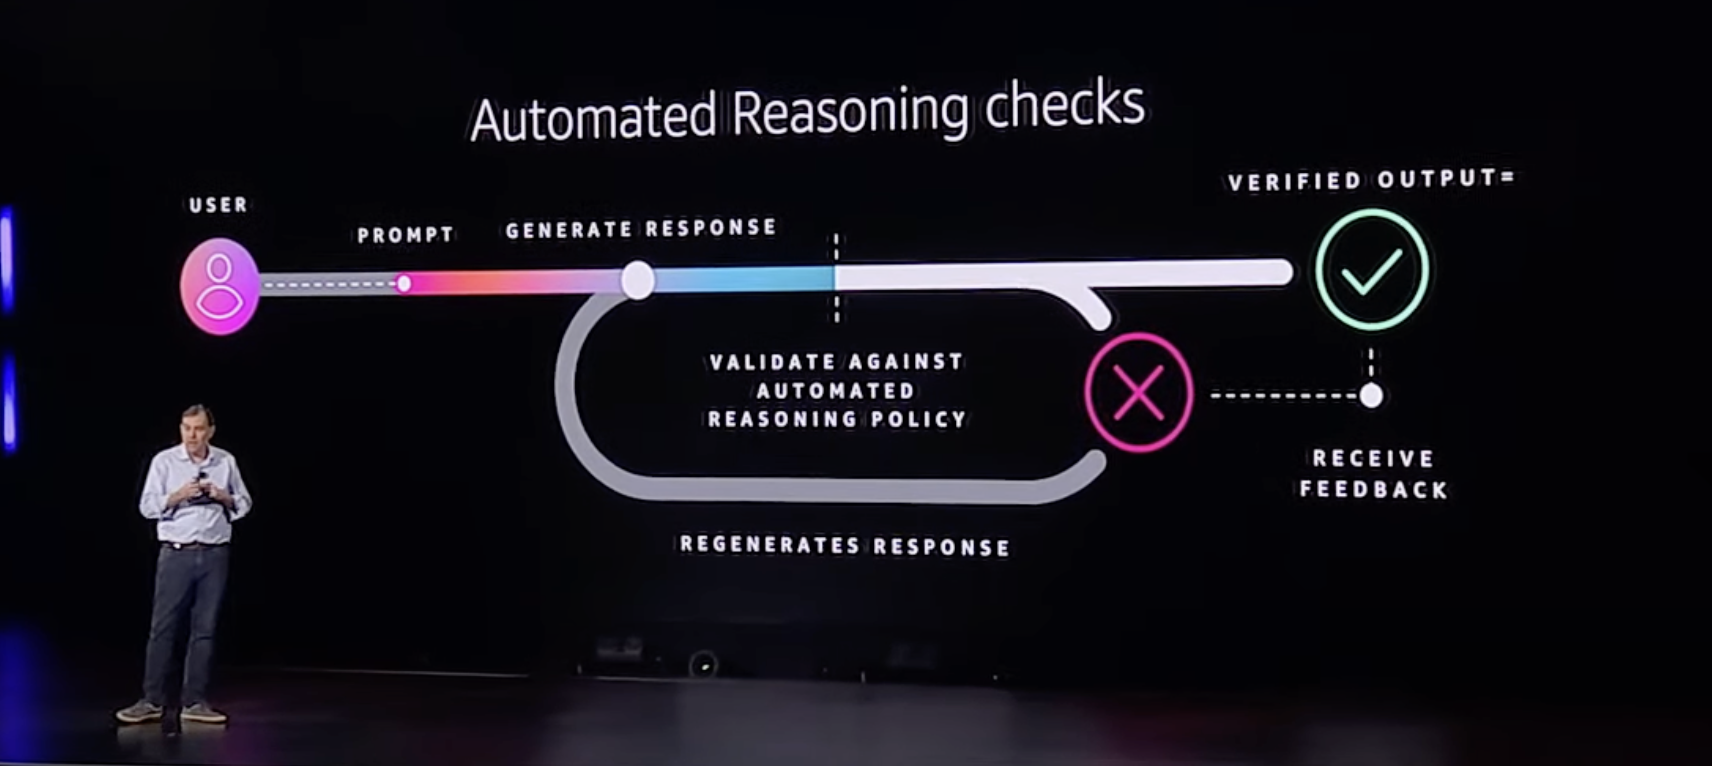 Automated Reasoning checks
VERIFIED OUTPUT=
USER
PROMPT
GENERATE RESPONSE
VALIDATE AGAINST
AUTOMATED
REASONING POLICY
RECEIVE
FEEDBACK
REGENERATES RESPONSE